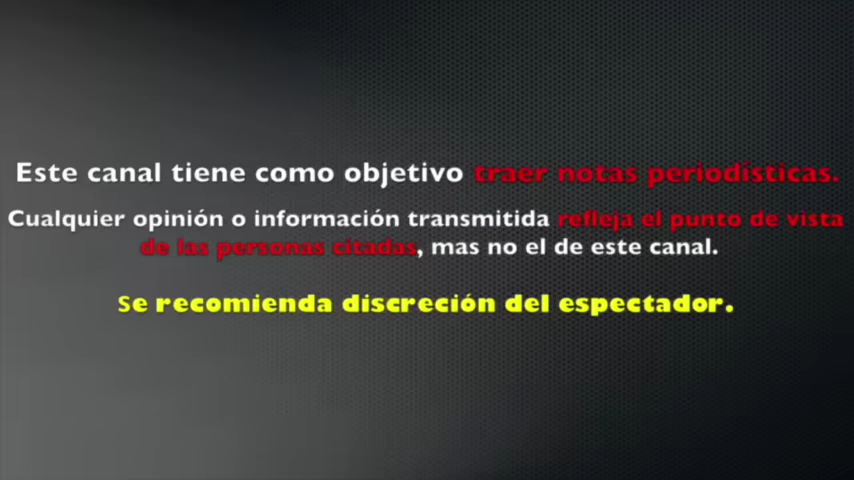 Este canal tiene como objetivo traer notas periodísticas.
Cualquier opinión o información transmitida refleja el punto de vista
de las personas citadas, mas no el de este canal.
Se recomienda discreción del espectador.